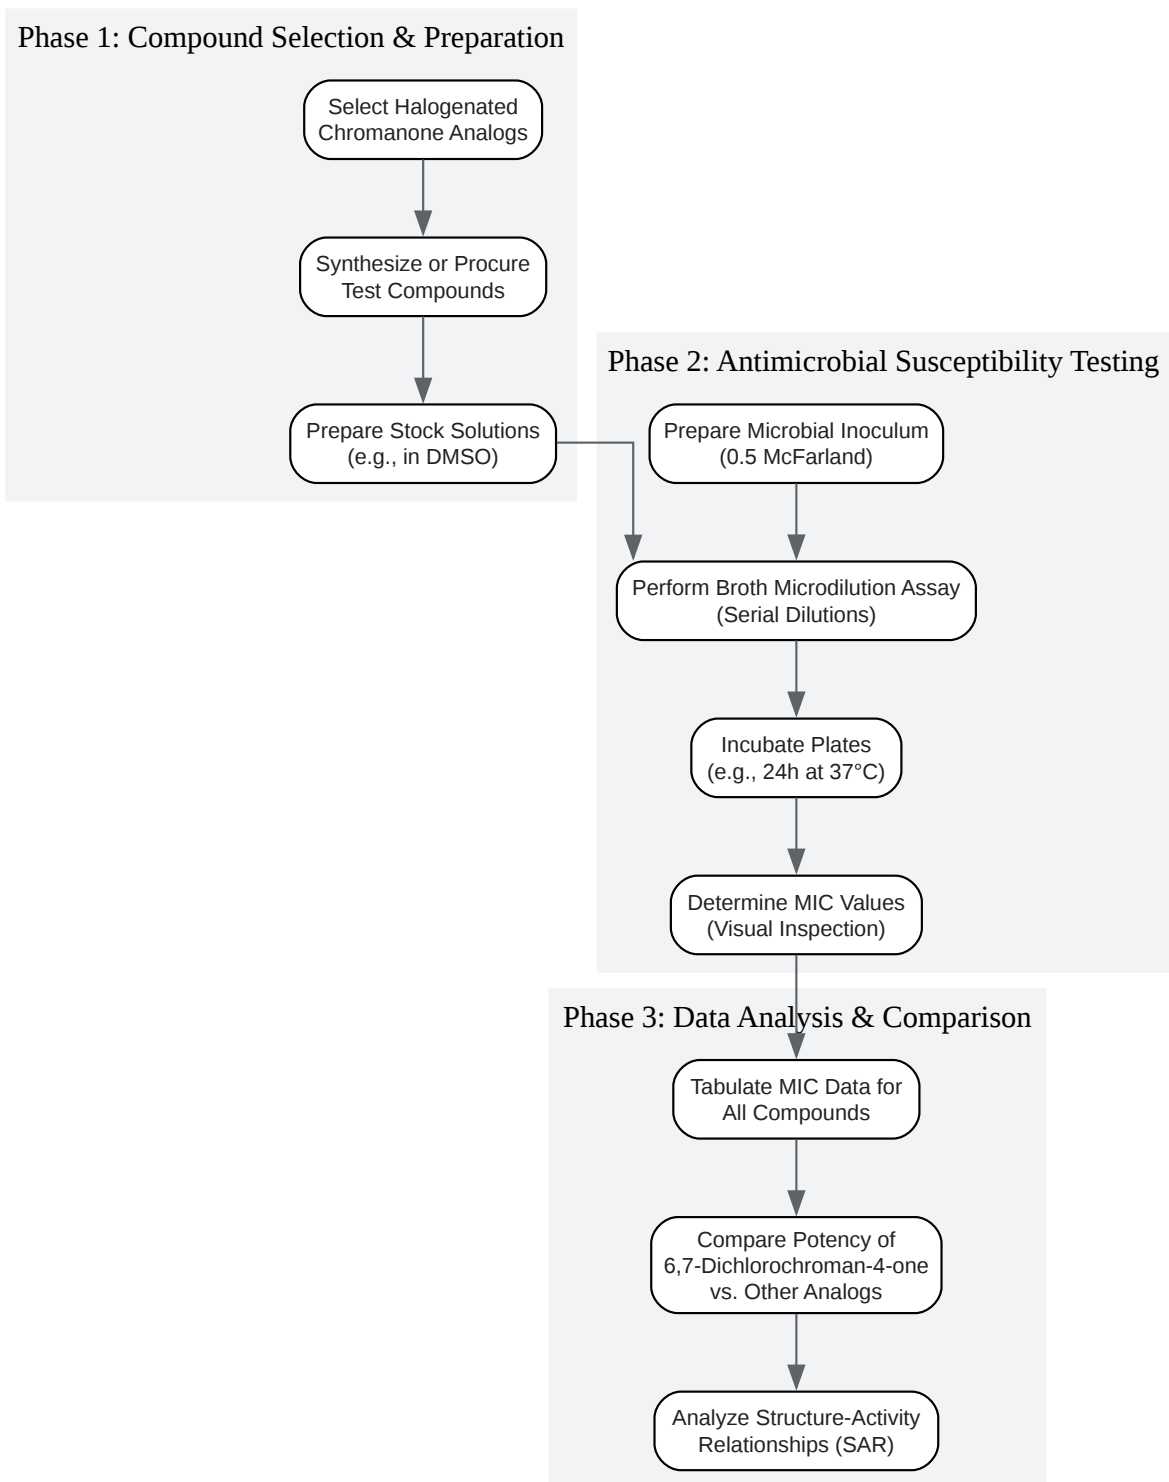 Phase 1: Compound Selection & Preparation
Select Halogenated
Chromanone Analogs
Synthesize or Procure
Test Compounds
Prepare Stock Solutions
(e.g., in DMSO)
Phase 2: Antimicrobial Susceptibility Testing
Prepare Microbial Inoculum
(0.5 McFarland)
Perform Broth Microdilution Assay
(Serial Dilutions)
Incubate Plates
(e.g., 24h at 37°C)
Determine MIC Values
(Visual Inspection)
Phase 3: Data Analysis & Comparison
Tabulate MIC Data for
All Compounds
Compare Potency of
6,7-Dichlorochroman-4-one
vs. Other Analogs
Analyze Structure-Activity
Relationships (SAR)